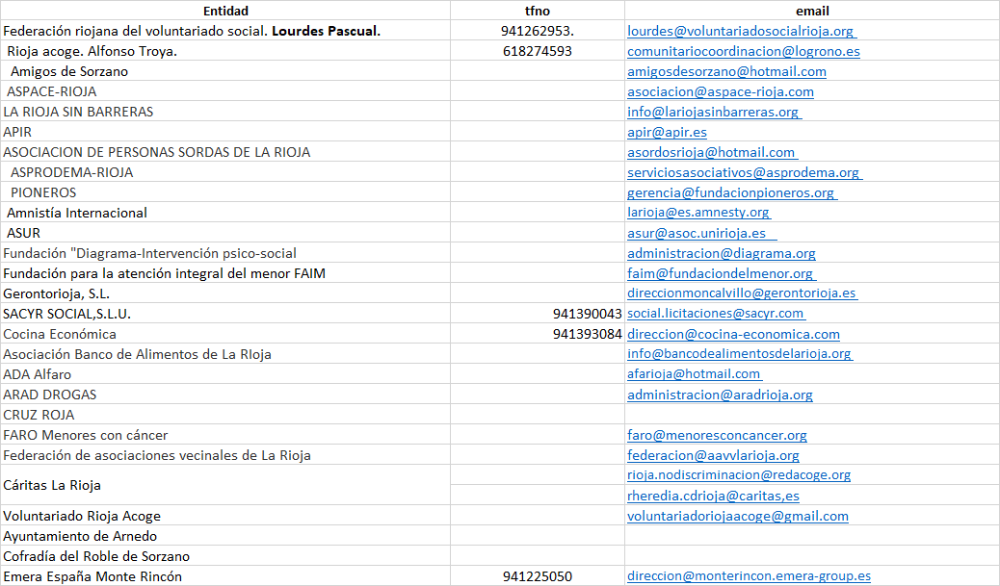 Entidad tfno email
Federación riojana del voluntariado social. Lourdes Pascual. 941262953. lourdes@voluntariadosocialrioja.org
Rioja acoge. Alfonso Troya. 618274593 comunitariocoordinacion@logrono.es
Amigos de Sorzano amigosdesorzano@hotmail.com
ASPACE-RIOJA asociacion@aspace-rioja.com
LA RIOJA SIN BARRERAS info@lariojasinbarreras.org
APIR apir@apir.es
ASOCIACION DE PERSONAS SORDAS DE LA RIOJA asordosrioja@hotmail.com
ASPRODEMA-RIOJA serviciosasociativos@asprodema.org
PIONEROS gerencia@fundacionpioneros.org
Amnistía Internacional larioja@es.amnesty.org
ASUR asur@asoc.unirioja.es
Fundación "Diagrama-Intervención psico-social administracion@diagrama.org
Fundación para la atención integral del menor FAIM faim@fundaciondelmenor.org
Gerontorioja, S.L. direccionmoncalvillo@gerontorioja.es
SACYR SOCIAL,S.L.U. 941390043 social.licitaciones@sacyr.com
Cocina Económica 941393084 direccion@cocina-economica.com
Asociación Banco de Alimentos de La RIoja info@bancodealimentosdelarioja.org
ADA Alfaro afarioja@hotmail.com
ARAD DROGAS administracion@aradrioja.org
CRUZ ROJA
FARO Menores con cáncer faro@menoresconcancer.org
Federación de asociaciones vecinales de La Rioja federacion@aavvlarioja.org
Cáritas La Rioja rioja.nodiscriminacion@redacoge.org
rheredia.cdrioja@caritas,es
Voluntariado Rioja Acoge voluntariadoriojaacoge@gmail.com
Ayuntamiento de Arnedo
Cofradía del Roble de Sorzano
Emera España Monte Rincón 941225050 direccion@monterincon.emera-group.es